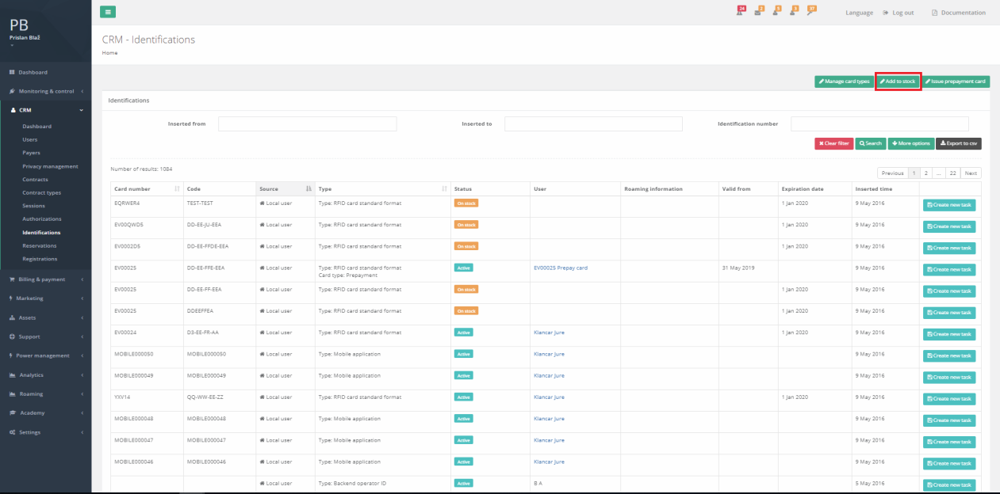 PB
Prislan Blaž
24 2 5 3 37
Language Log out Documentation
CRM - Identifications
Home
Dashboard
Monitoring & control
CRM
Dashboard
Users
Payers
Privacy management
Contracts
Contract types
Sessions
Authorizations
Identifications
Reservations
Registrations
Billing & payment
Marketing
Assets
Support
Power management
Analytics
Roaming
Academy
Settings
Manage card types Add to stock Issue prepayment card
Identifications
Inserted from Inserted to Identification number
Clear filter Search More options Export to csv
Number of results: 1084
Previous 1 2 ... 22 Next
Card number Code Source Type Status User Roaming information Valid from Expiration date Inserted time
EQRWER4 TEST-TEST Local user Type: RFID card standard format On stock 1 Jan 2020 9 May 2016 Create new task
EV00QWD5 DD-EE-JU-EEA Local user Type: RFID card standard format On stock 1 Jan 2020 9 May 2016 Create new task
EV0002D5 DD-EE-FFDE-EEA Local user Type: RFID card standard format On stock 1 Jan 2020 9 May 2016 Create new task
EV00025 DD-EE-FFE-EEA Local user Type: RFID card standard format Active EV00025 Prepay card 31 May 2019 9 May 2016 Create new task
Card type: Prepayment
EV00025 DD-EE-FF-EEA Local user Type: RFID card standard format On stock 1 Jan 2020 9 May 2016 Create new task
EV00025 DDEEFFEA Local user Type: RFID card standard format On stock 1 Jan 2020 9 May 2016 Create new task
EV00024 D3-EE-FR-AA Local user Type: RFID card standard format Active Klancar Jure 1 Jan 2020 9 May 2016 Create new task
MOBILE000050 MOBILE000050 Local user Type: Mobile application Active Klancar Jure 9 May 2016 Create new task
MOBILE000049 MOBILE000049 Local user Type: Mobile application Active Klancar Jure 9 May 2016 Create new task
YXV14 QQ-WW-EE-ZZ Local user Type: RFID card standard format Active Klancar Jure 1 Jan 2020 9 May 2016 Create new task
MOBILE000048 MOBILE000048 Local user Type: Mobile application Active Klancar Jure 9 May 2016 Create new task
MOBILE000047 MOBILE000047 Local user Type: Mobile application Active Klancar Jure 9 May 2016 Create new task
MOBILE000046 MOBILE000046 Local user Type: Mobile application Active Klancar Jure 9 May 2016 Create new task
Local user Type: Backend operator ID Active B A 5 May 2016 Create new task